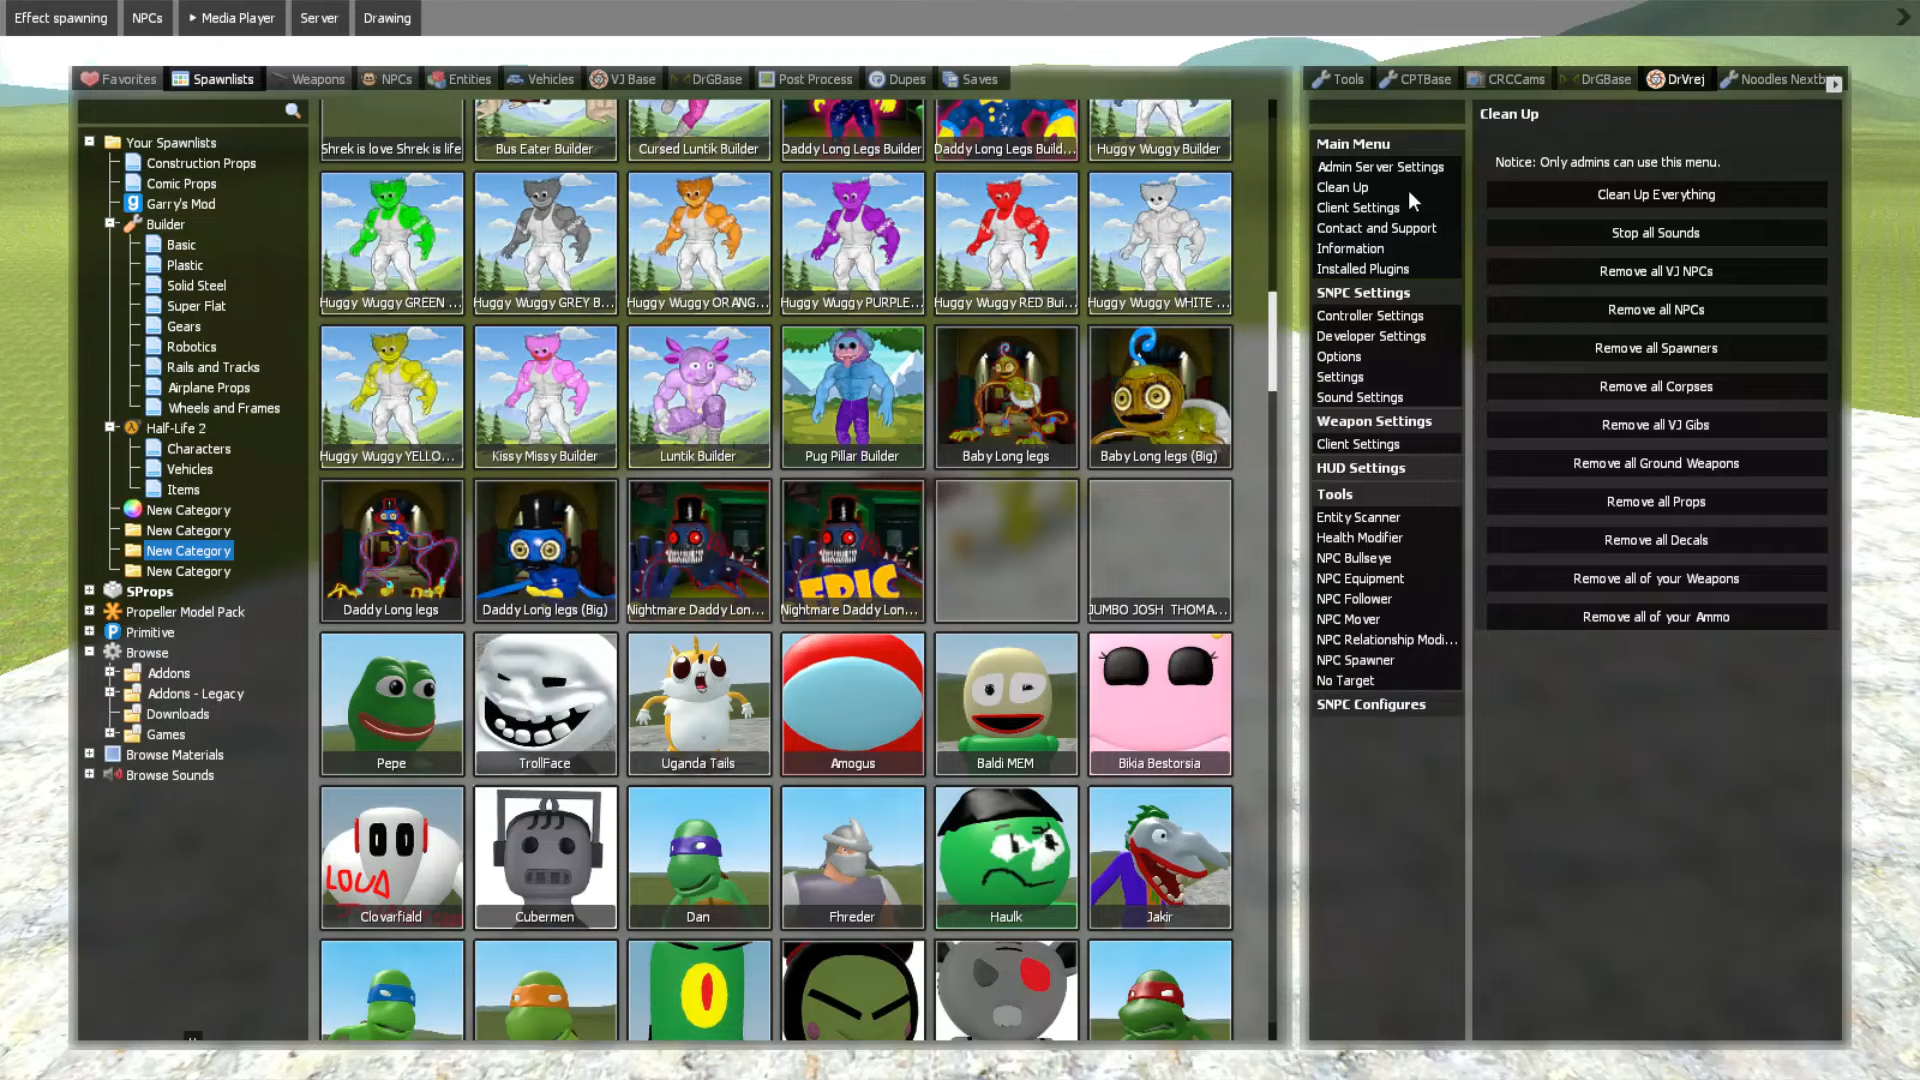 Effect spawning
NPCs
Media Player
Server
Drawing
Favorites
Spawnlists
Weapons
NPCs
Entities
Vehicles
VJ Base
DrGBase
Post Process
Dupes
Saves
Your Spawnlists
Construction Props
Comic Props
Garry's Mod
Builder
Basic
Plastic
Solid Steel
Super Flat
Gears
Robotics
Rails and Tracks
Airplane Props
Wheels and Frames
Half-Life 2
Characters
Vehicles
Items
New Category
New Category
New Category
New Category
SProps
Propeller Model Pack
Primitive
Browse
Addons
Addons - Legacy
Downloads
Games
Browse Materials
Browse Sounds
Shrek is love Shrek is life
Bus Eater Builder
Cursed Luntik Builder
Daddy Long Legs Builder
Daddy Long Legs Build...
Huggy Wuggy Builder
Huggy Wuggy GREEN ...
Huggy Wuggy GREY B...
Huggy Wuggy ORANG...
Huggy Wuggy PURPLE...
Huggy Wuggy RED Bui...
Huggy Wuggy WHITE ...
Huggy Wuggy YELLO...
Kissy Missy Builder
Luntik Builder
Pug Pillar Builder
Baby Long legs
Baby Long legs (Big)
Daddy Long legs
Daddy Long legs (Big)
Nightmare Daddy Lon...
EPIC
Nightmare Daddy Lon...
JUMBO JOSH THOMA...
Pepe
TrollFace
Uganda Tails
Amogus
Baldi MEM
Bikia Bestorsia
LOUD
Clovarfiald
Cubermen
Dan
Fhreder
Haulk
Jakir
Tools
CPTBase
CRCCams
DrGBase
DrVrej
Noodles Nextb
Main Menu
Admin Server Settings
Clean Up
Client Settings
Contact and Support
Information
Installed Plugins
SNPC Settings
Controller Settings
Developer Settings
Options
Settings
Sound Settings
Weapon Settings
Client Settings
HUD Settings
Tools
Entity Scanner
Health Modifier
NPC Bullseye
NPC Equipment
NPC Follower
NPC Mover
NPC Relationship Modi...
NPC Spawner
No Target
SNPC Configures
Clean Up
Notice: Only admins can use this menu.
Clean Up Everything
Stop all Sounds
Remove all VJ NPCs
Remove all NPCs
Remove all Spawners
Remove all Corpses
Remove all VJ Gibs
Remove all Ground Weapons
Remove all Props
Remove all Decals
Remove all of your Weapons
Remove all of your Ammo